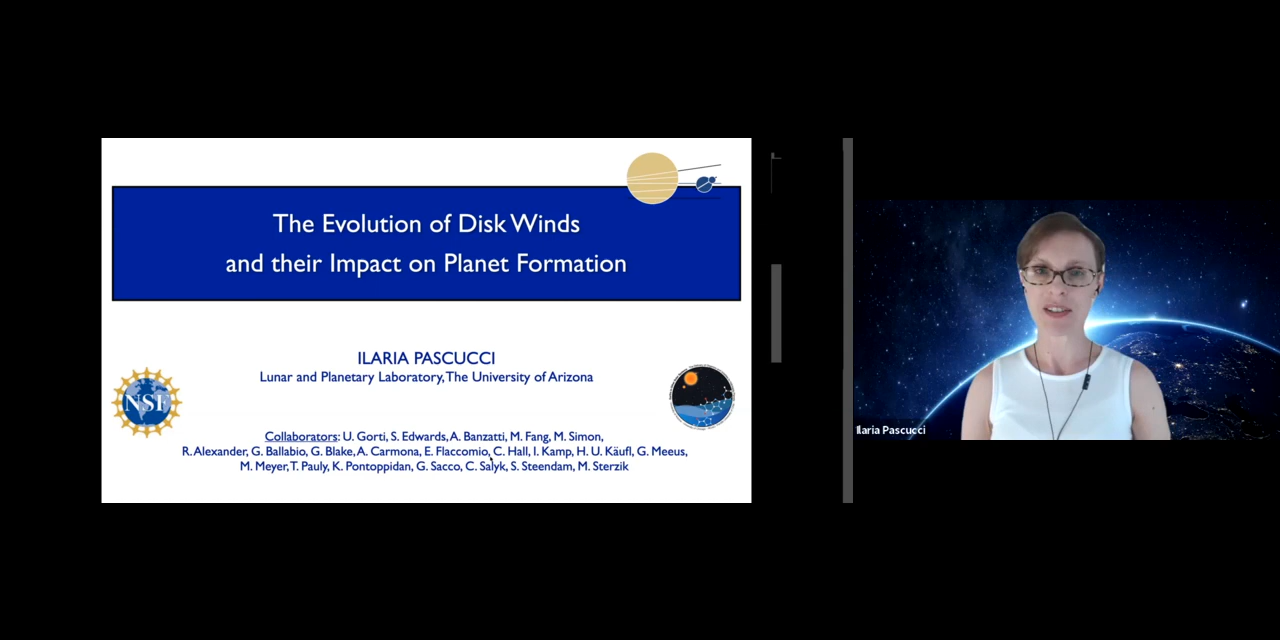 The Evolution of Disk Winds
and their Impact on Planet Formation
ILARIA PASCUCCI
Lunar and Planetary Laboratory, The University of Arizona
NSF
Collaborators: U. Gorti, S. Edwards, A. Banzatti, M. Fang, M. Simon,
R. Alexander, G. Ballabio, G. Blake, A. Carmona, E. Flaccomio, C. Hall, I. Kamp, H. U. Käufl, G. Meeus,
M. Meyer, T. Pauly, K. Pontoppidan, G. Sacco, C. Salyk, S. Steendam, M. Sterzik
Ilaria Pascucci